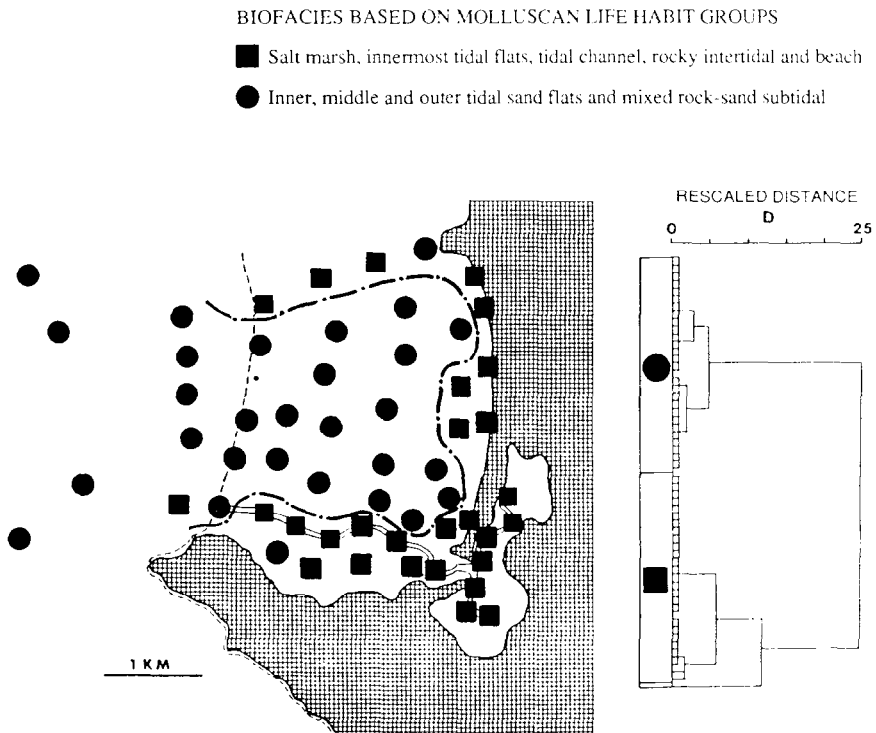 BIOFACIES BASED ON MOLLUSCAN LIFE HABIT GROUPS
Salt marsh, innermost tidal flats, tidal channel, rocky intertidal and beach
Inner, middle and outer tidal sand flats and mixed rock-sand subtidal
RESCALED DISTANCE
D
0 25
1 KM